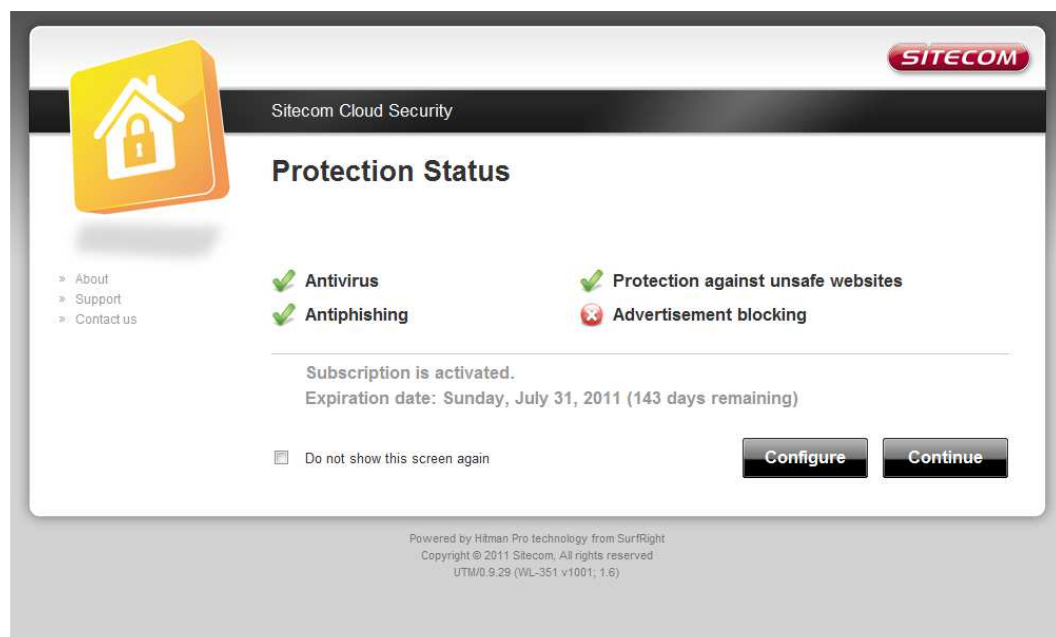 SITECOM
Sitecom Cloud Security
Protection Status
» About
» Support
» Contact us
Antivirus
Protection against unsafe websites
Antiphishing
Advertisement blocking
Subscription is activated.
Expiration date: Sunday, July 31, 2011 (143 days remaining)
Do not show this screen again
Configure
Continue
Powered by Hitman Pro technology from SurfRight
Copyright © 2011 Sitecom, All rights reserved
UTM/0.9.29 (WL-351 v1001; 1.6)